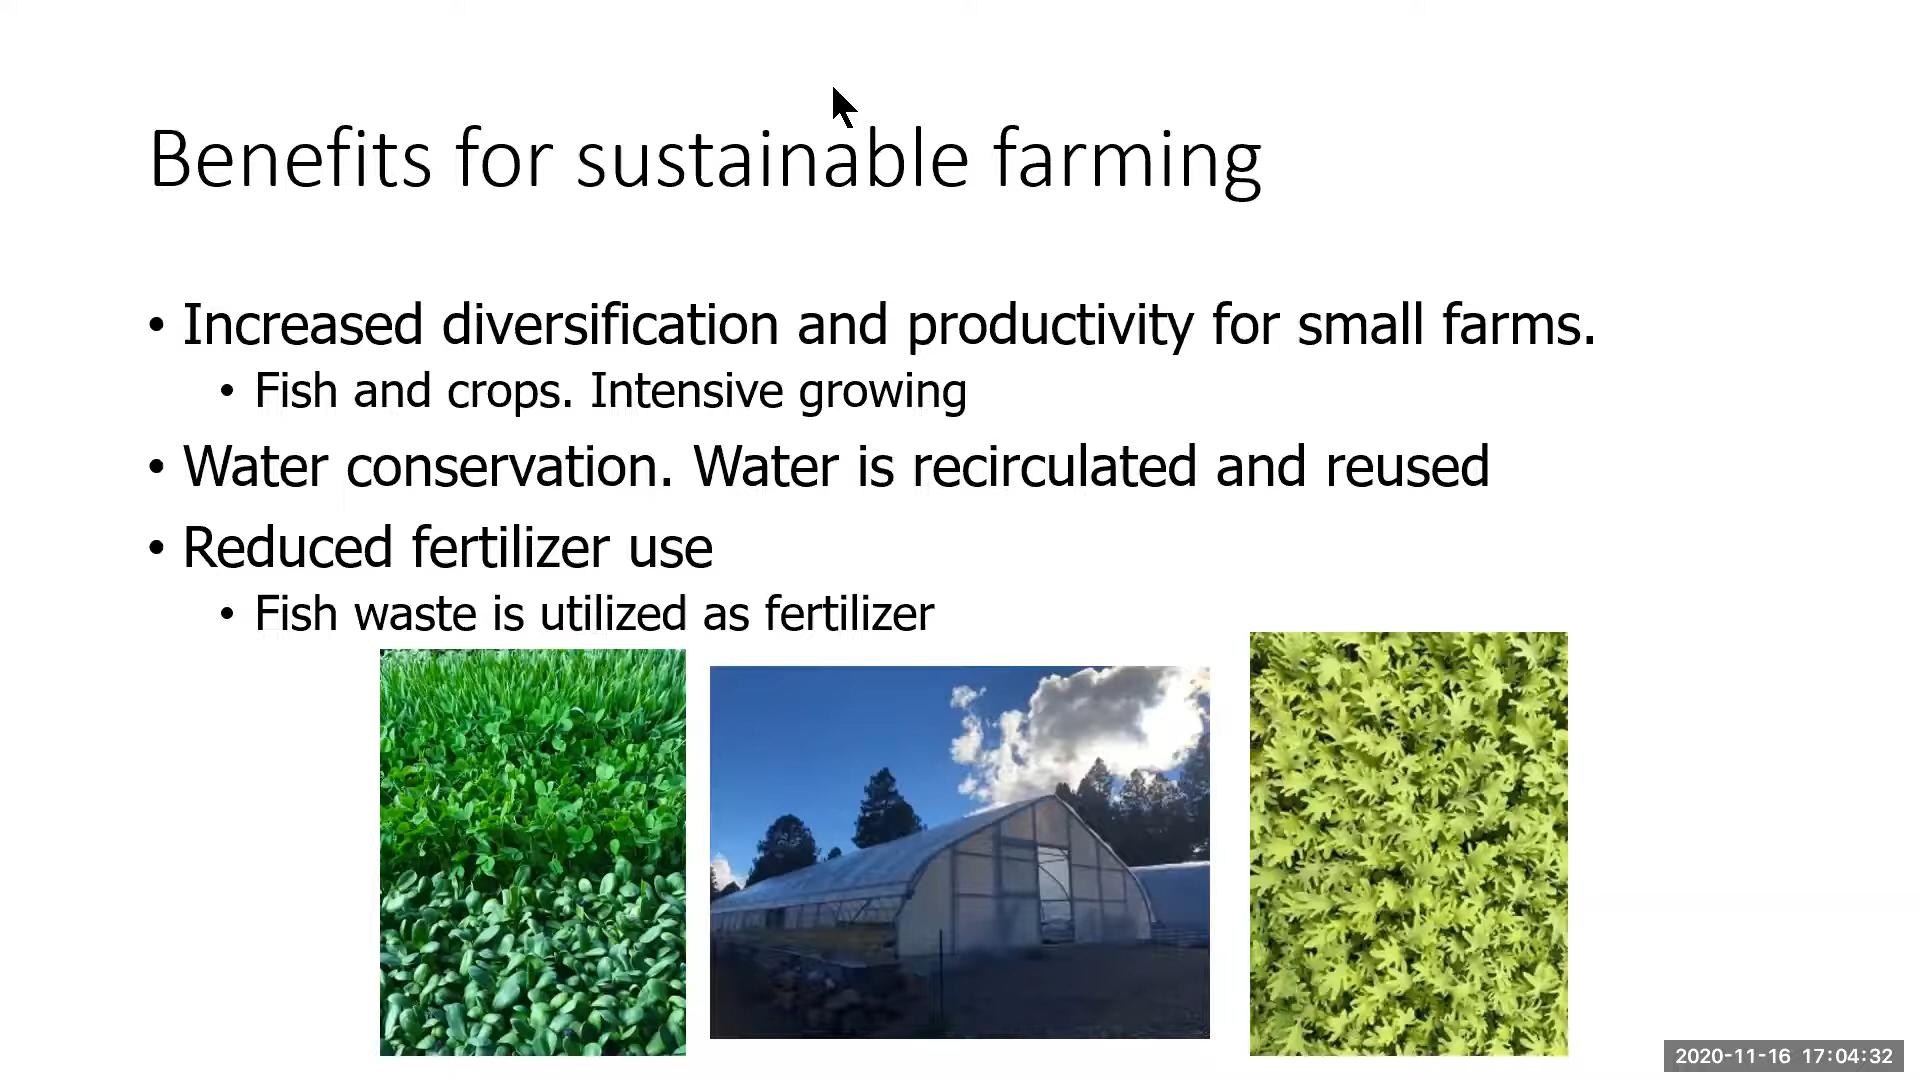 Benefits for sustainable farming
• Increased diversification and productivity for small farms.
• Fish and crops. Intensive growing
• Water conservation. Water is recirculated and reused
• Reduced fertilizer use
• Fish waste is utilized as fertilizer
2020-11-16 17:04:32